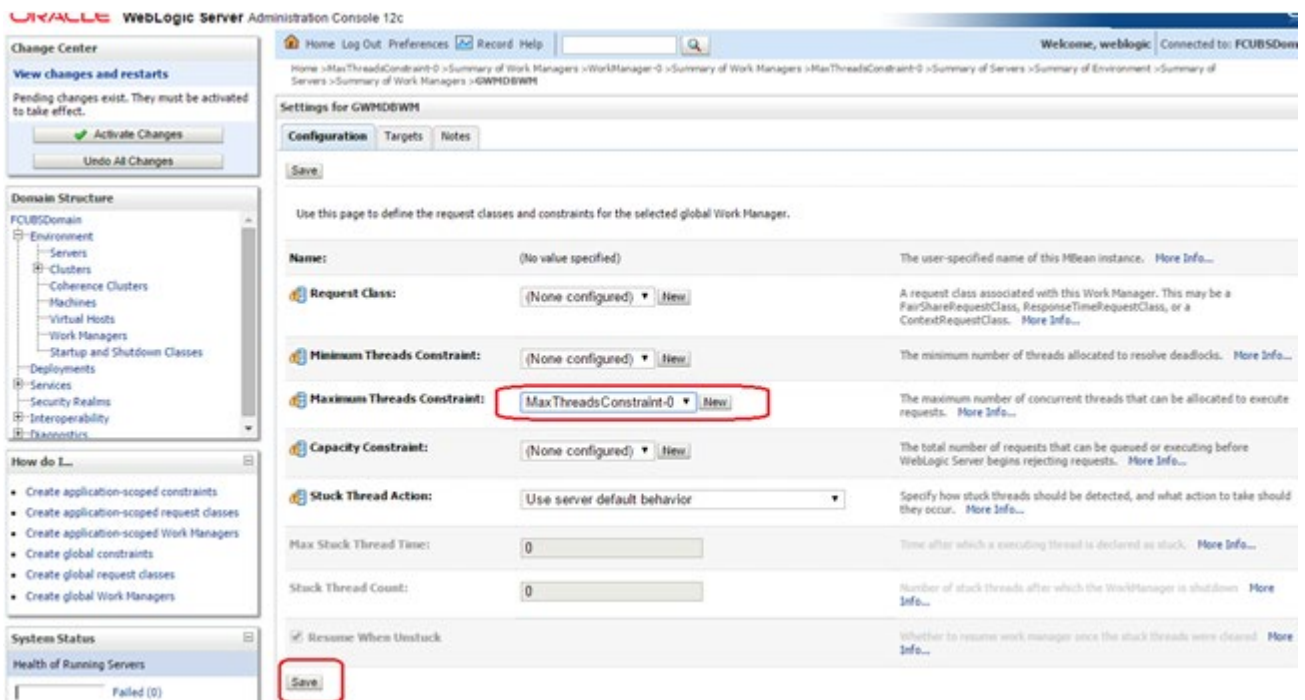 ORACLE WebLogic Server Administration Console 12c
Change Center
View changes and restarts
Pending changes exist. They must be activated
to take effect.
Activate Changes
Undo All Changes
Domain Structure
FCUBSDomain
Environment
Servers
Clusters
Coherence Clusters
Machines
Virtual Hosts
Work Managers
Startup and Shutdown Classes
Deployments
Services
Security Realms
Interoperability
Diagnostics
How do I...
Create application-scoped constraints
Create application-scoped request classes
Create application-scoped Work Managers
Create global constraints
Create global request classes
Create global Work Managers
System Status
Health of Running Servers
Failed (0)
Home Log Out Preferences Record Help
Welcome, weblogic Connected to: FCUBSDom
Home >MaxThreadsConstraint-0 >Summary of Work Managers >WorkManager-0 >Summary of Work Managers >MaxThreadsConstraint-0 >Summary of Servers >Summary of Environment >Summary of
Servers >Summary of Work Managers >GWMDBWM
Settings for GWMDBWM
Configuration Targets Notes
Save
Use this page to define the request classes and constraints for the selected global Work Manager.
Name: (No value specified) The user-specified name of this MBean instance. More Info...
Request Class: (None configured) New A request class associated with this Work Manager. This may be a
FairShareRequestClass, ResponseTimeRequestClass, or a
ContextRequestClass. More Info...
Minimum Threads Constraint: (None configured) New The minimum number of threads allocated to resolve deadlocks. More Info...
Maximum Threads Constraint: MaxThreadsConstraint-0 New The maximum number of concurrent threads that can be allocated to execute
requests. More Info...
Capacity Constraint: (None configured) New The total number of requests that can be queued or executing before
WebLogic Server begins rejecting requests. More Info...
Stuck Thread Action: Use server default behavior Specify how stuck threads should be detected, and what action to take should
they occur. More Info...
Max Stuck Thread Time: 0 Time after which a executing thread is declared as stuck. More Info...
Stuck Thread Count: 0 Number of stuck threads after which the WorkManager is shutdown More
Info...
Resume When Unstuck Whether to resume work manager once the stuck threads were cleared More
Info...
Save